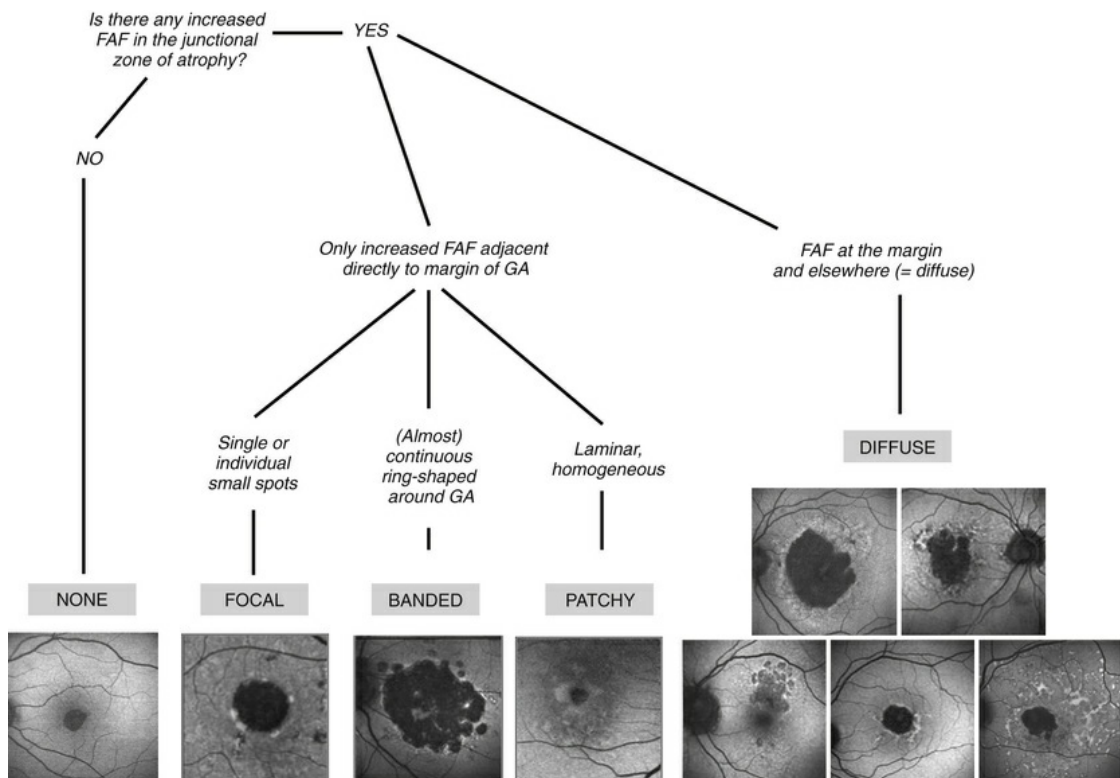 Is there any increased
FAF in the junctional
zone of atrophy?
YES
NO
Only increased FAF adjacent
directly to margin of GA
FAF at the margin
and elsewhere (= diffuse)
Single or
individual
small spots
(Almost)
continuous
ring-shaped
around GA
Laminar,
homogeneous
DIFFUSE
NONE
FOCAL
BANDED
PATCHY